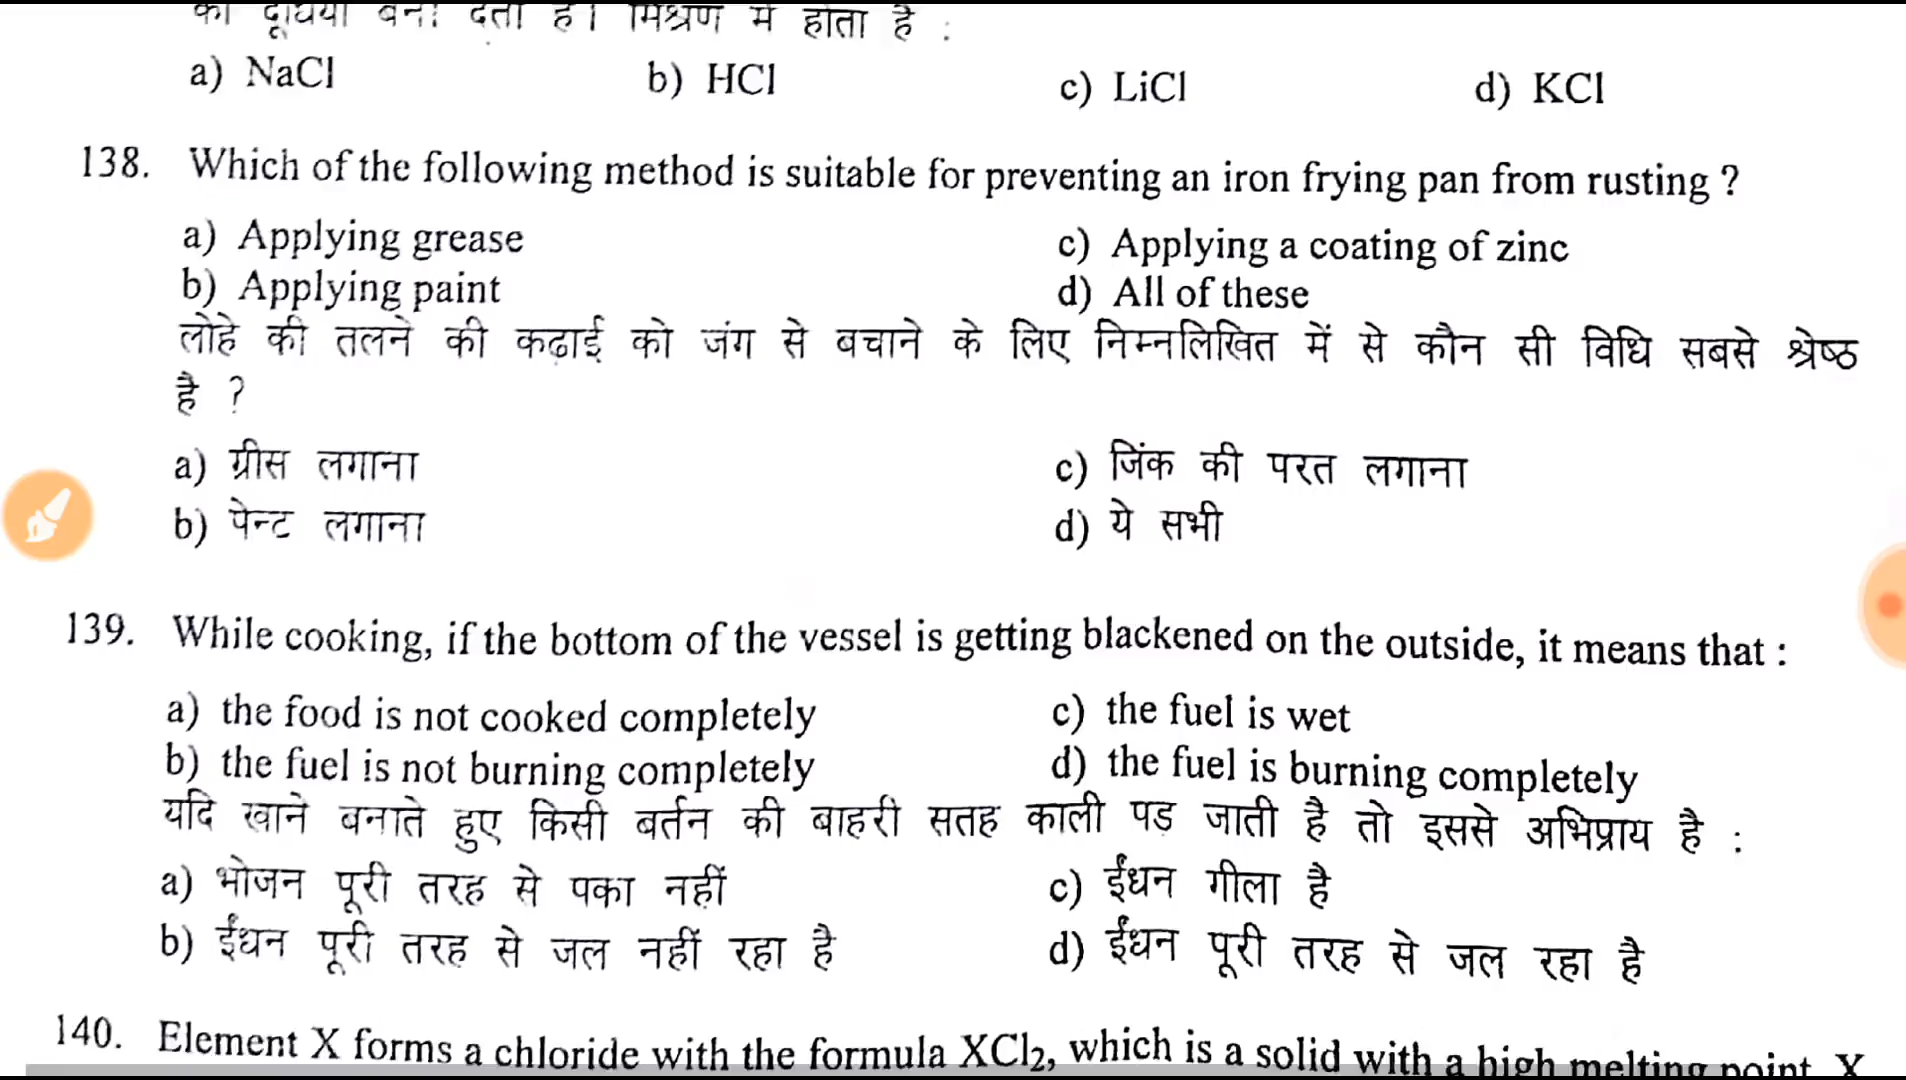 को दूधिया बना देता है। मिश्रण में होता है :
a) NaCl b) HCl c) LiCl d) KCl
138. Which of the following method is suitable for preventing an iron frying pan from rusting ?
a) Applying grease c) Applying a coating of zinc
b) Applying paint d) All of these
लोहे की तलने की कढ़ाई को जंग से बचाने के लिए निम्नलिखित में से कौन सी विधि सबसे श्रेष्ठ
है ?
a) ग्रीस लगाना c) जिंक की परत लगाना
b) पेन्ट लगाना d) ये सभी
139. While cooking, if the bottom of the vessel is getting blackened on the outside, it means that :
a) the food is not cooked completely c) the fuel is wet
b) the fuel is not burning completely d) the fuel is burning completely
यदि खाने बनाते हुए किसी बर्तन की बाहरी सतह काली पड़ जाती है तो इससे अभिप्राय है :
a) भोजन पूरी तरह से पका नहीं c) ईंधन गीला है
b) ईंधन पूरी तरह से जल नहीं रहा है d) ईंधन पूरी तरह से जल रहा है
140. Element X forms a chloride with the formula XCl₂, which is a solid with a high melting point. X